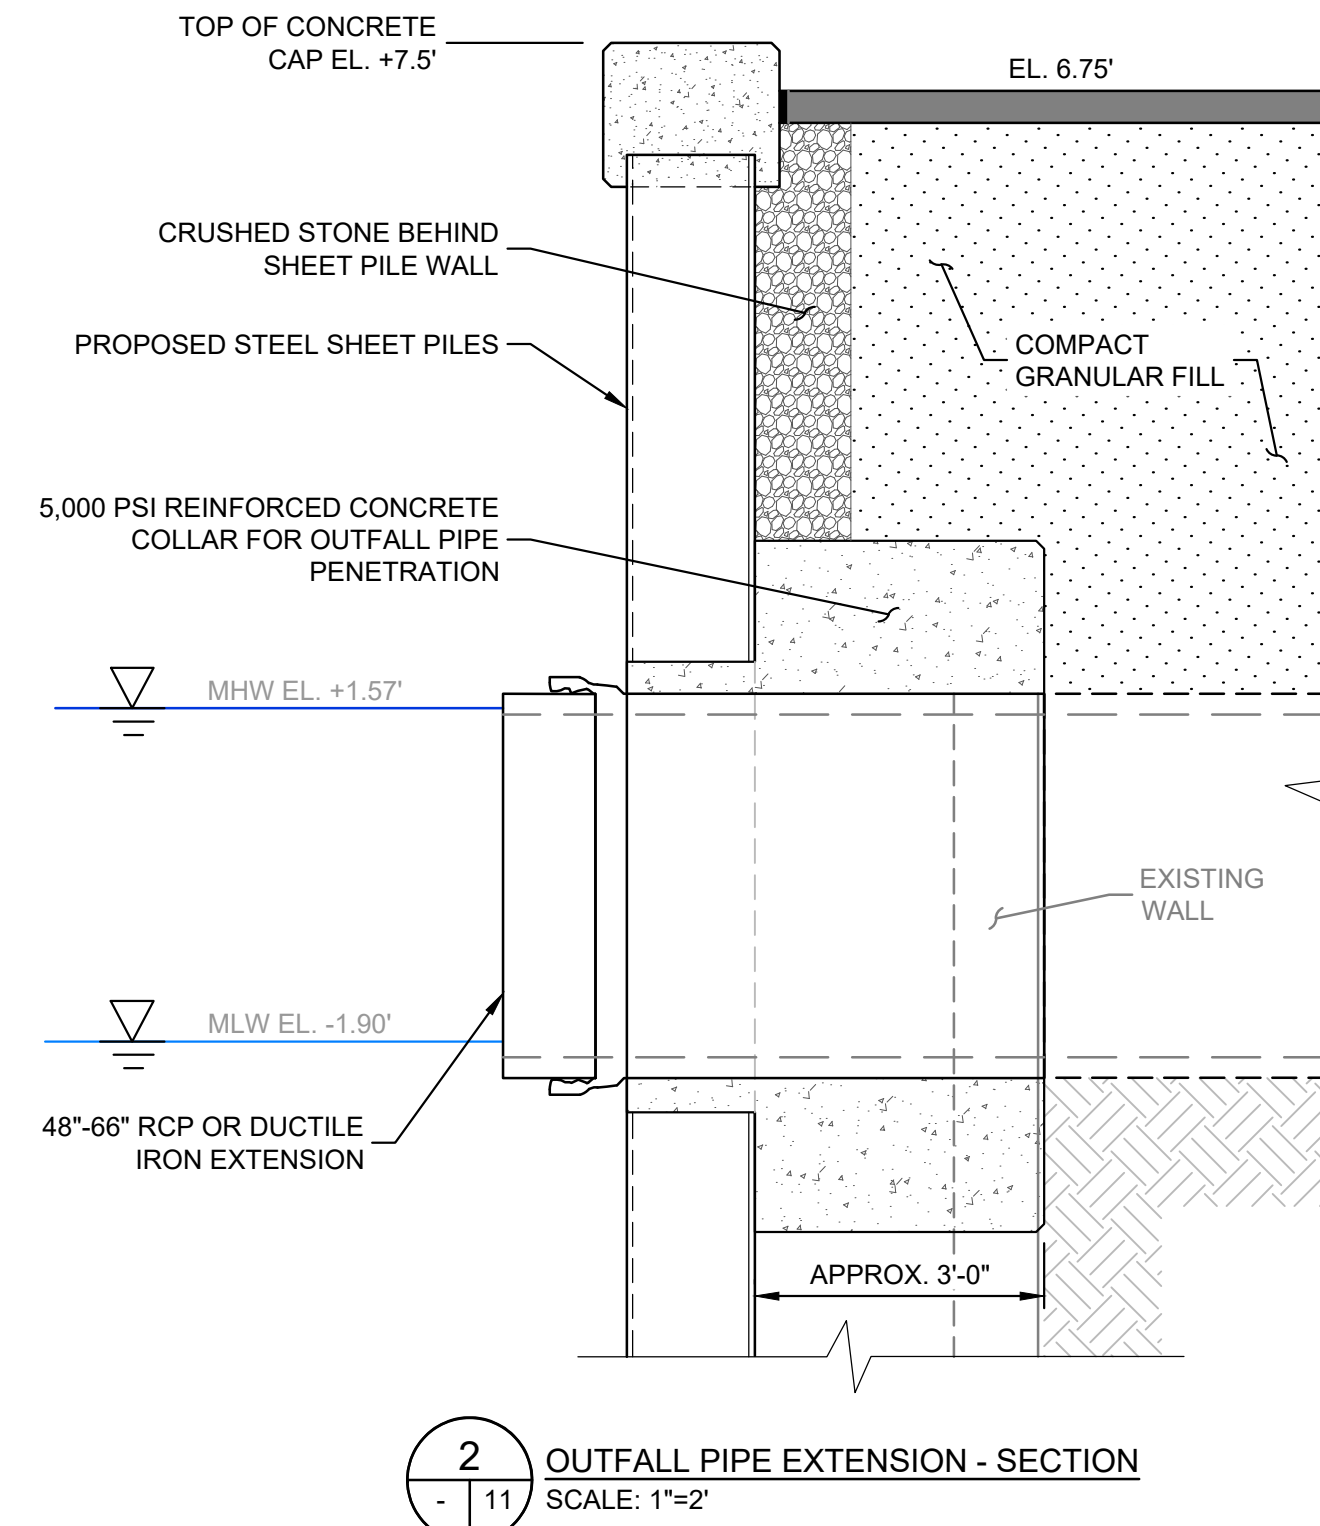 TOP OF CONCRETE
CAP EL. +7.5'
EL. 6.75'
CRUSHED STONE BEHIND
SHEET PILE WALL
PROPOSED STEEL SHEET PILES
COMPACT
GRANULAR FILL
5,000 PSI REINFORCED CONCRETE
COLLAR FOR OUTFALL PIPE
PENETRATION
MHW EL. +1.57'
EXISTING
WALL
MLW EL. -1.90'
48"-66" RCP OR DUCTILE
IRON EXTENSION
APPROX. 3'-0"
2
- 11
OUTFALL PIPE EXTENSION - SECTION
SCALE: 1"=2'